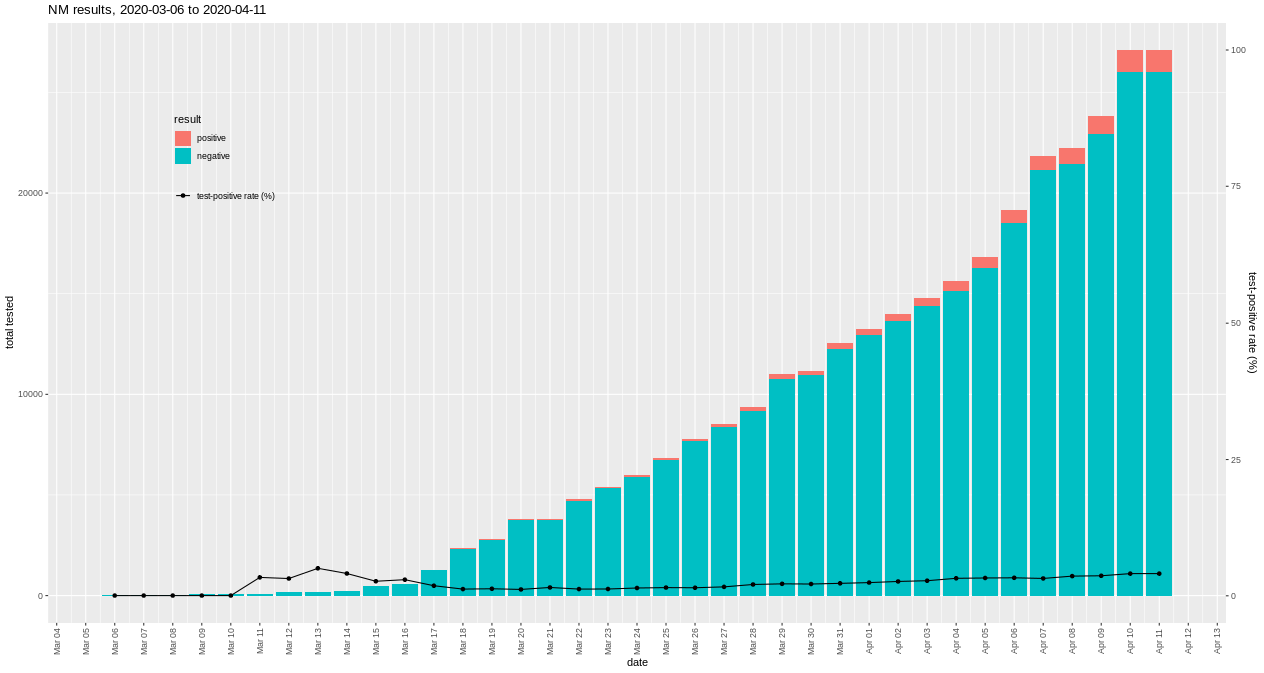 NM results, 2020-03-06 to 2020-04-11
result
positive
negative
test-positive rate (%)
total tested
20000
10000
0
100
75
50
25
0
test-positive rate (%)
Mar 04
Mar 05
Mar 06
Mar 07
Mar 08
Mar 09
Mar 10
Mar 11
Mar 12
Mar 13
Mar 14
Mar 15
Mar 16
Mar 17
Mar 18
Mar 19
Mar 20
Mar 21
Mar 22
Mar 23
Mar 24
Mar 25
Mar 26
Mar 27
Mar 28
Mar 29
Mar 30
Mar 31
Apr 01
Apr 02
Apr 03
Apr 04
Apr 05
Apr 06
Apr 07
Apr 08
Apr 09
Apr 10
Apr 11
Apr 12
Apr 13
date